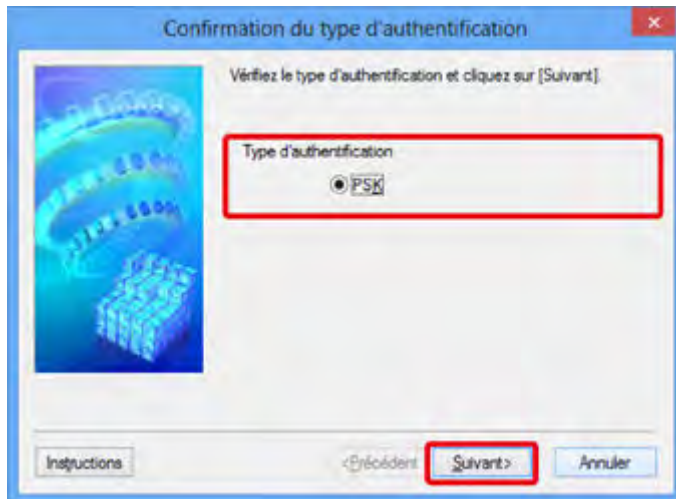 Confirmation du type d'authentification
Vérifiez le type d'authentification et cliquez sur [Suivant].
Type d'authentification
PSK
Instructions <Précédent Suivant> Annuler